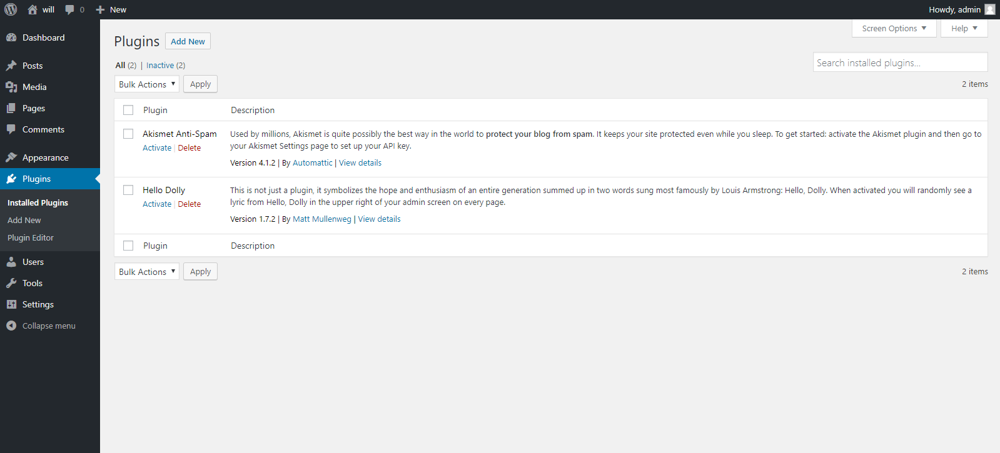 will 0 New Howdy, admin
Dashboard
Posts
Media
Pages
Comments
Appearance
Plugins
Installed Plugins
Add New
Plugin Editor
Users
Tools
Settings
Collapse menu
Screen Options ▼ Help ▼
Plugins Add New
All (2) | Inactive (2)
Search installed plugins...
Bulk Actions ▼ Apply
2 items
Plugin Description
Akismet Anti-Spam
Activate | Delete
Used by millions, Akismet is quite possibly the best way in the world to protect your blog from spam. It keeps your site protected even while you sleep. To get started: activate the Akismet plugin and then go to
your Akismet Settings page to set up your API key.
Version 4.1.2 | By Automattic | View details
Hello Dolly
Activate | Delete
This is not just a plugin, it symbolizes the hope and enthusiasm of an entire generation summed up in two words sung most famously by Louis Armstrong: Hello, Dolly. When activated you will randomly see a
lyric from Hello, Dolly in the upper right of your admin screen on every page.
Version 1.7.2 | By Matt Mullenweg | View details
Plugin Description
Bulk Actions ▼ Apply
2 items